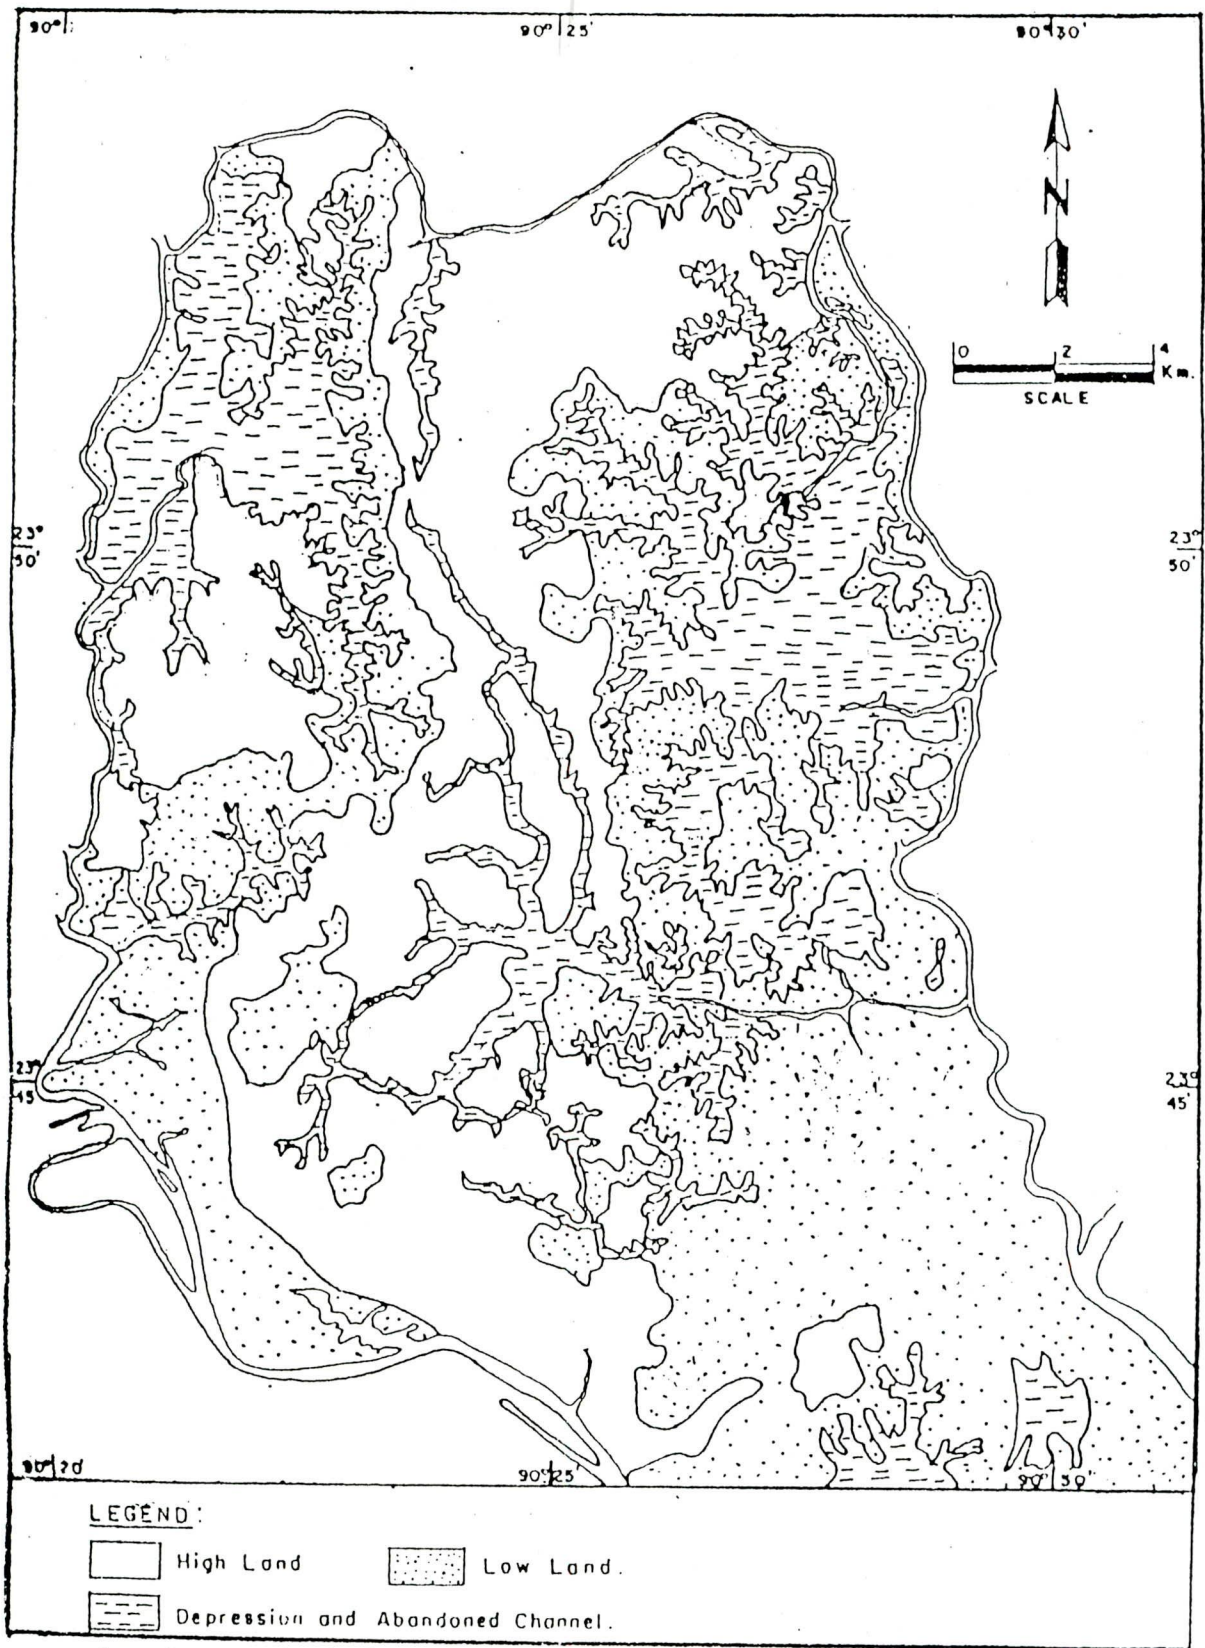 90° 90° 25' 90° 30'
N
0 2 4
Km.
SCALE
23° 23°
50' 50'
23° 23°
45' 45'
90° 20' 90° 25' 90° 30'
LEGEND:
High Land Low Land.
Depression and Abandoned Channel.